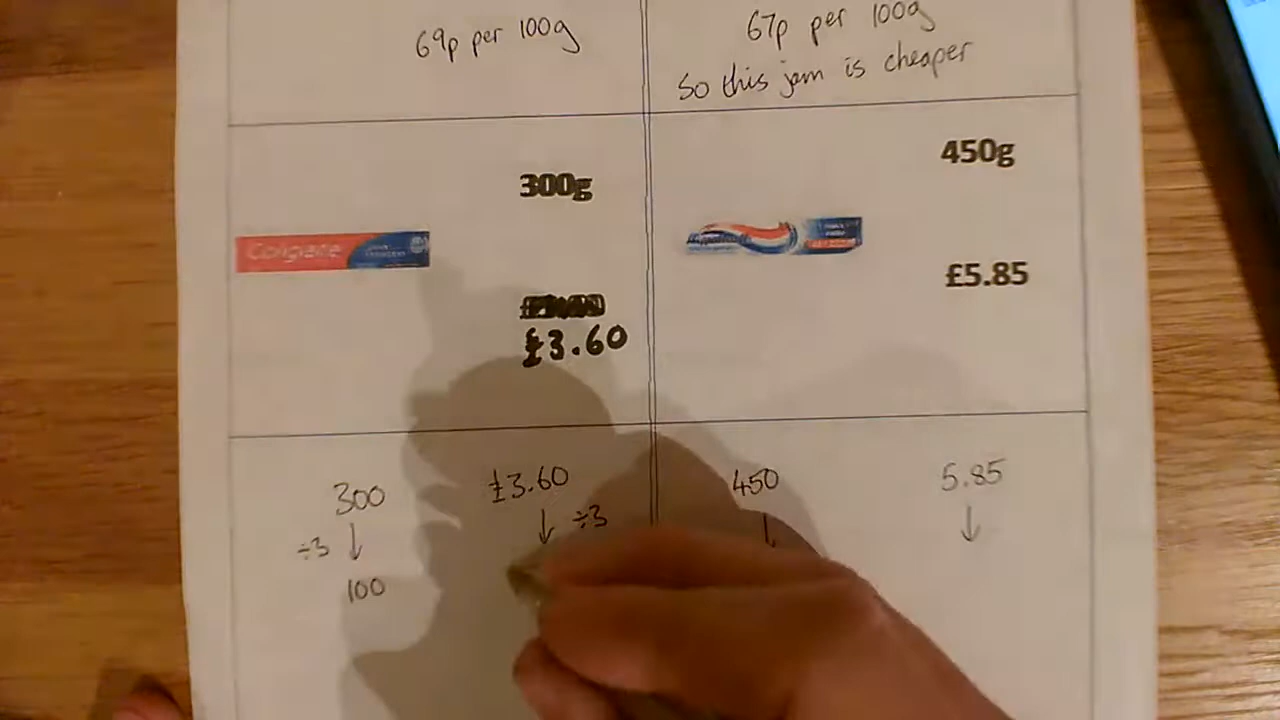 69p per 100g
67p per 100g
So this jam is cheaper
300g
450g
Colgate
£5.85
£3.60
300
£3.60
450
5.85
÷3
÷3
100